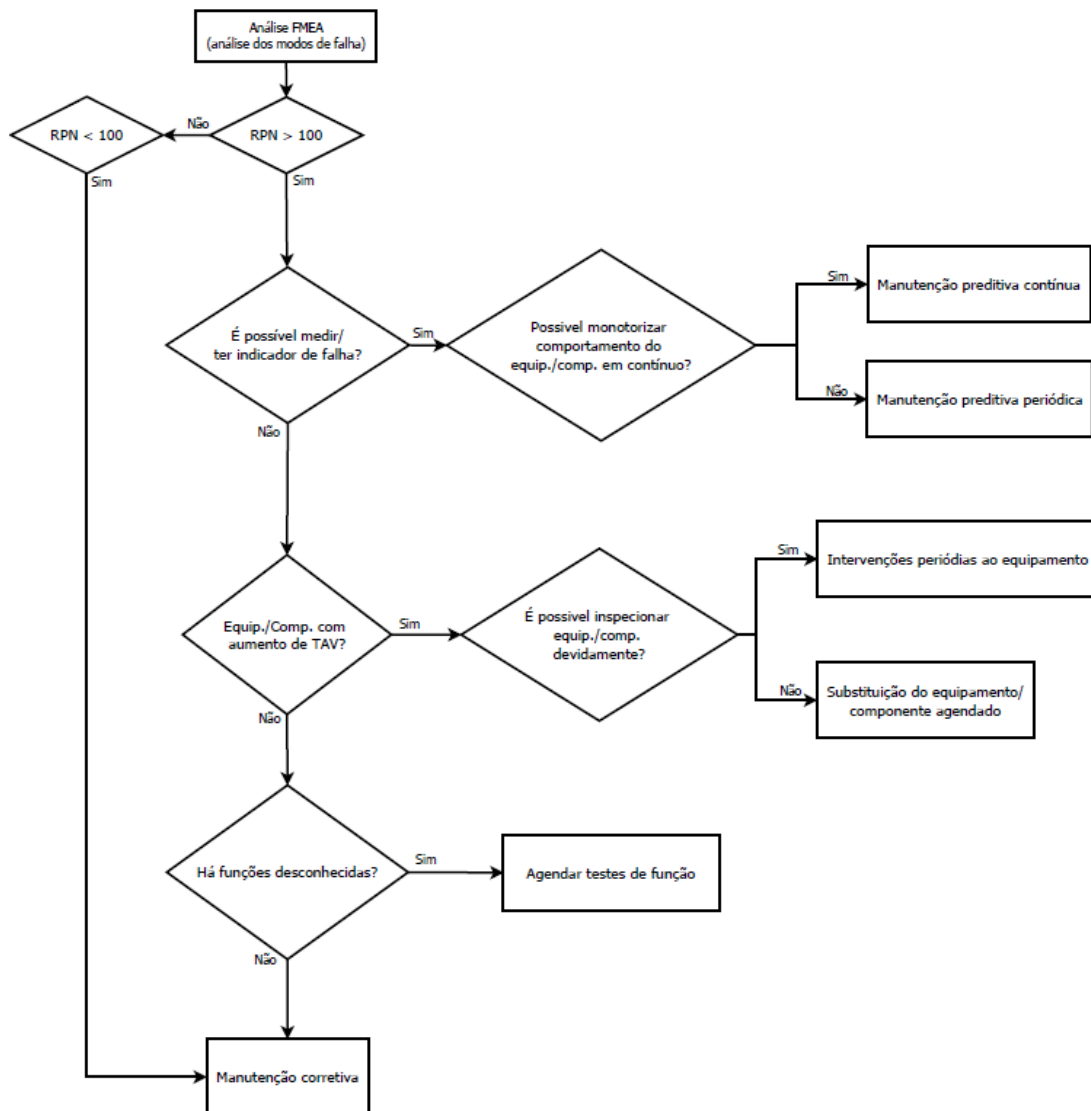 Análise FMEA
(análise dos modos de falha)
RPN < 100
Não
RPN > 100
Sim
Sim
É possível medir/
ter indicador de falha?
Sim
Possivel monotorizar
comportamento do
equip./comp. em contínuo?
Sim
Manutenção preditiva contínua
Não
Manutenção preditiva periódica
Não
Equip./Comp. com
aumento de TAV?
Sim
É possivel inspecionar
equip./comp.
devidamente?
Sim
Intervenções periódias ao equipamento
Não
Substituição do equipamento/
componente agendado
Não
Há funções desconhecidas?
Sim
Agendar testes de função
Não
Manutenção corretiva